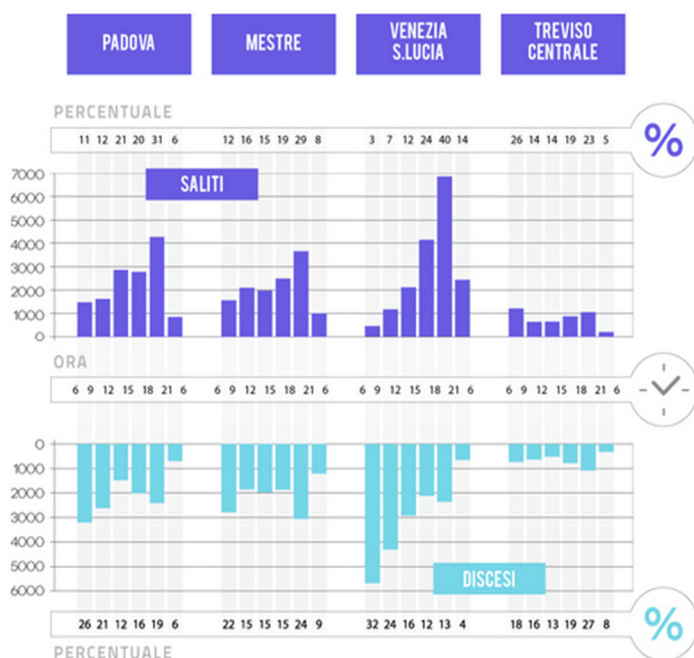 PADOVA MESTRE VENEZIA S.LUCIA TREVISO CENTRALE
PERCENTUALE
11 12 21 20 31 6 12 16 15 19 29 8 3 7 12 24 40 14 26 14 14 19 23 5 %
SALITI
7000
6000
5000
4000
3000
2000
1000
0
ORA
6 9 12 15 18 21 6 6 9 12 15 18 21 6 6 9 12 15 18 21 6 6 9 12 15 18 21 6
0
1000
2000
3000
4000
5000
6000
DISCESI
26 21 12 16 19 6 22 15 15 15 24 9 32 24 16 12 13 4 18 16 13 19 27 8 %
PERCENTUALE